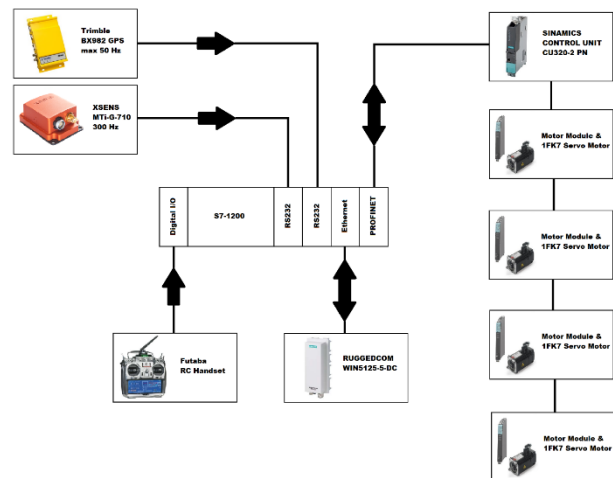 Trimble
BX982 GPS
max 50 Hz
XSENS
MTi-G-710
300 Hz
SINAMICS
CONTROL UNIT
CU320-2 PN
Motor Module &
1FK7 Servo Motor
Motor Module &
1FK7 Servo Motor
Motor Module &
1FK7 Servo Motor
Motor Module &
1FK7 Servo Motor
Digital I/O
S7-1200
RS232
RS232
Ethernet
PROFINET
Futaba
RC Handset
RUGGEDCOM
WIN5125-5-DC